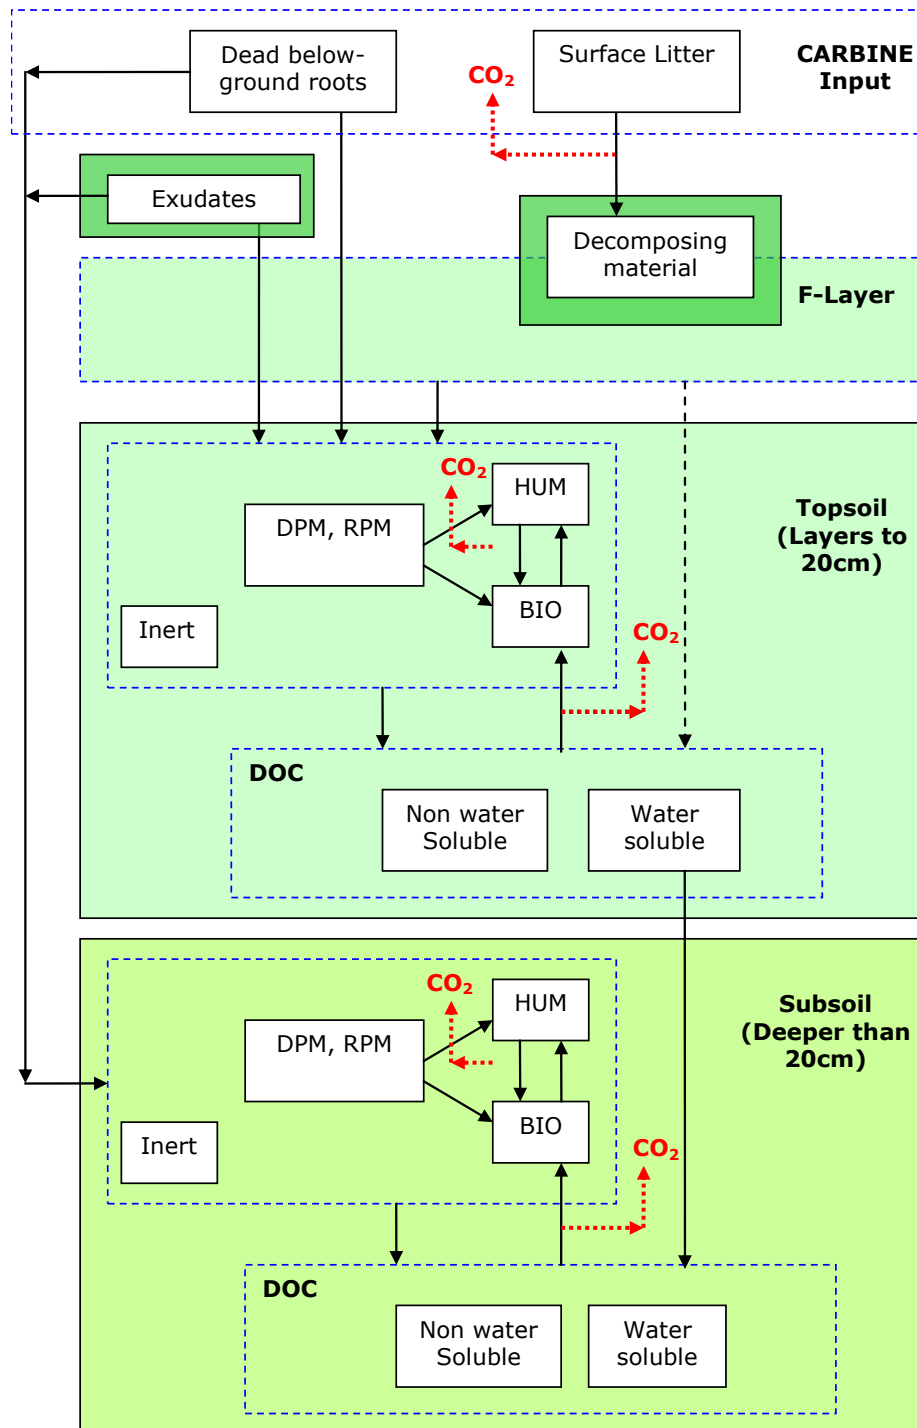 Dead below-
ground roots
Surface Litter
CARBINE
Input
CO₂
Exudates
Decomposing
material
F-Layer
CO₂
HUM
DPM, RPM
Topsoil
(Layers to
20cm)
BIO
Inert
CO₂
DOC
Non water
Soluble
Water
soluble
CO₂
HUM
DPM, RPM
Subsoil
(Deeper than
20cm)
BIO
Inert
CO₂
DOC
Non water
Soluble
Water
soluble